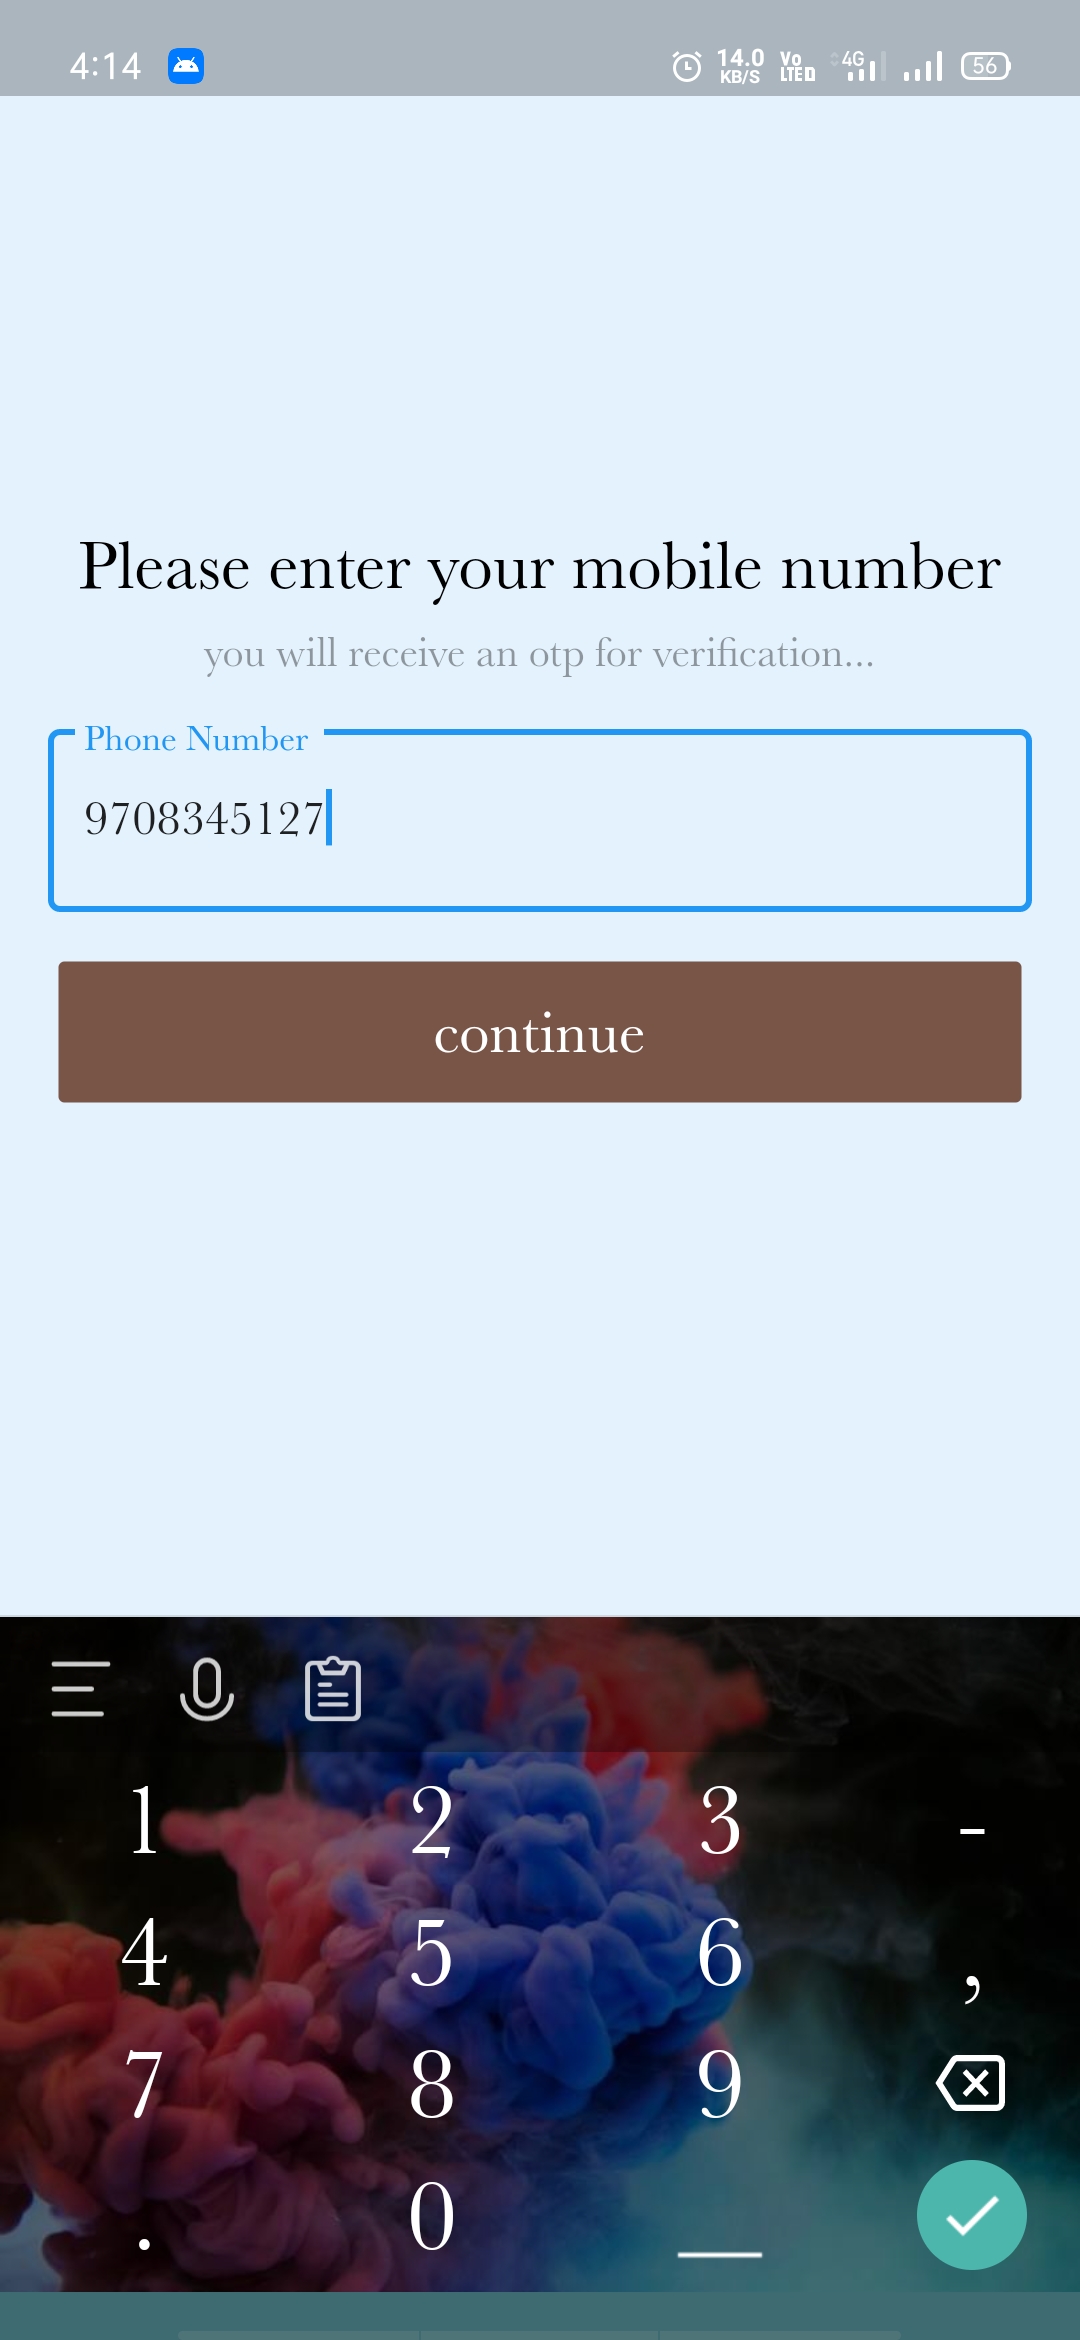 4:14 14.0 KB/S Vo LTE 4G 56
Please enter your mobile number
you will receive an otp for verification...
Phone Number
9708345127
continue
1 2 3 -
4 5 6 ,
7 8 9
. 0